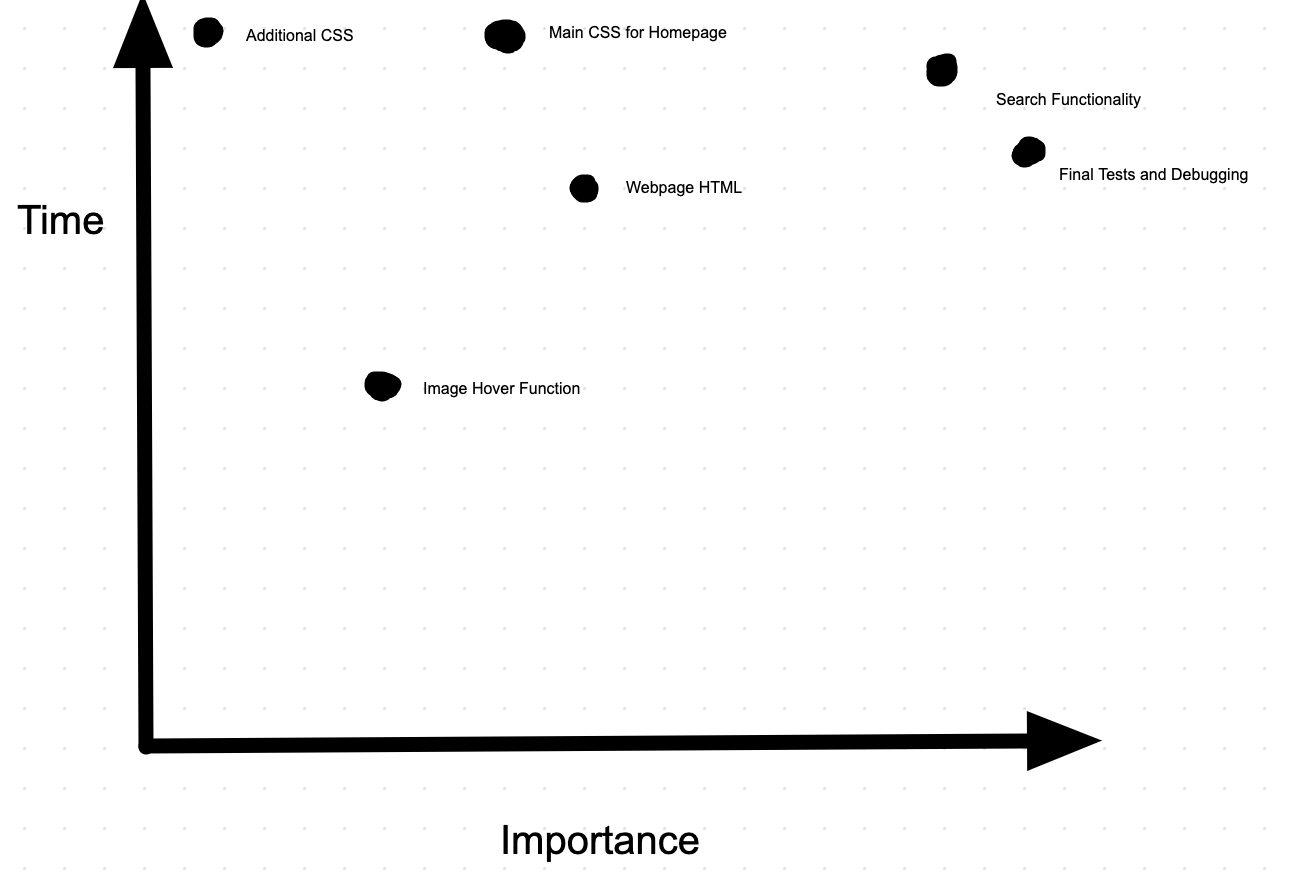 Additional CSS
Main CSS for Homepage
Search Functionality
Final Tests and Debugging
Webpage HTML
Time
Image Hover Function
Importance